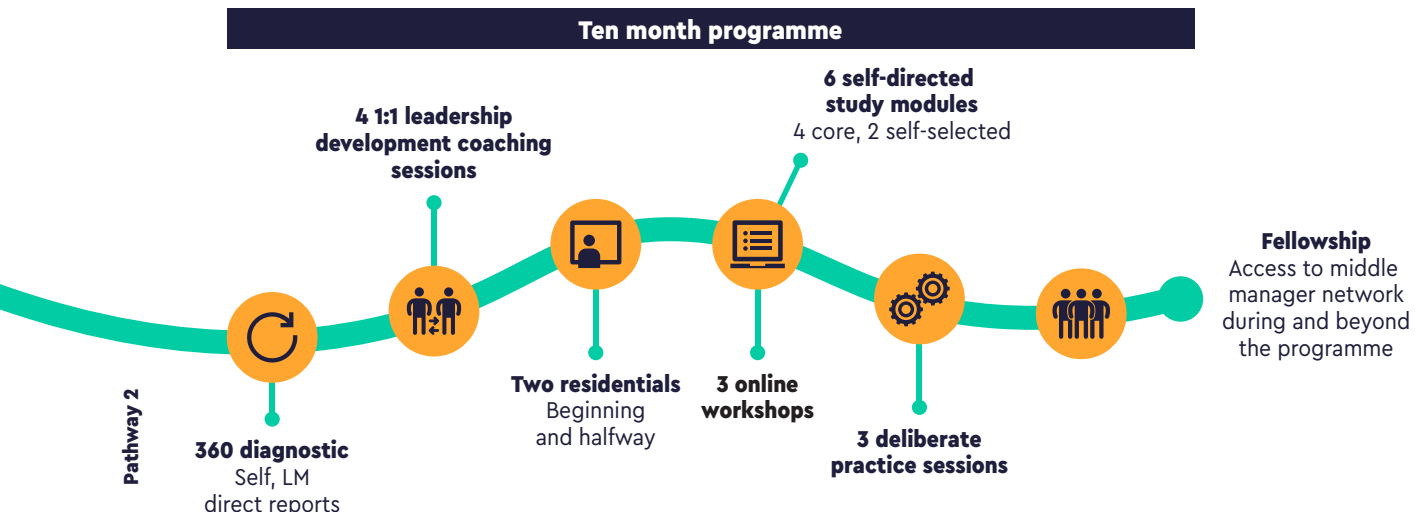 Ten month programme
4 1:1 leadership
development coaching
sessions
6 self-directed
study modules
4 core, 2 self-selected
Fellowship
Access to middle
manager network
during and beyond
the programme
Pathway 2
360 diagnostic
Self, LM
direct reports
Two residentials
Beginning
and halfway
3 online
workshops
3 deliberate
practice sessions